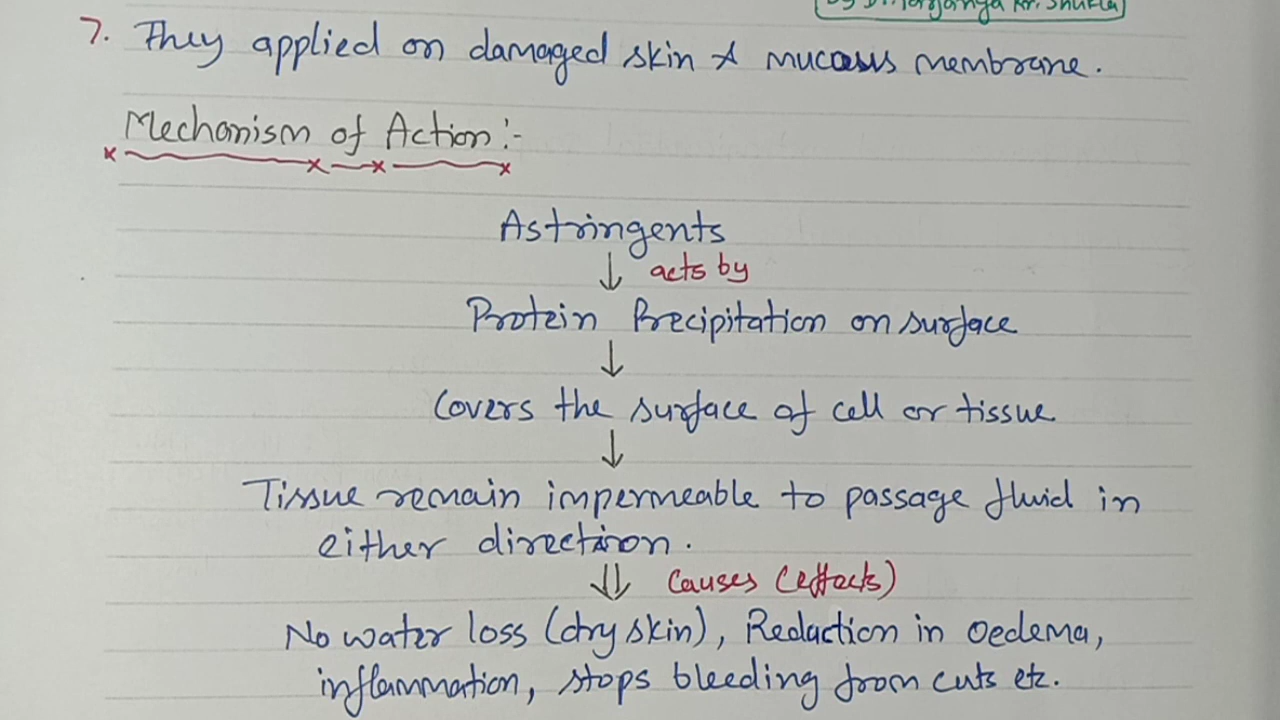 7. They applied on damaged skin & mucous membrane.
Mechanism of Action:-
Astringents
↓ acts by
Protein Precipitation on surface
↓
Covers the surface of cell or tissue
↓
Tissue remain impermeable to passage fluid in
either direction.
⇓ Causes (effects)
No water loss (dry skin), Reduction in Oedema,
inflammation, stops bleeding from cuts etc.